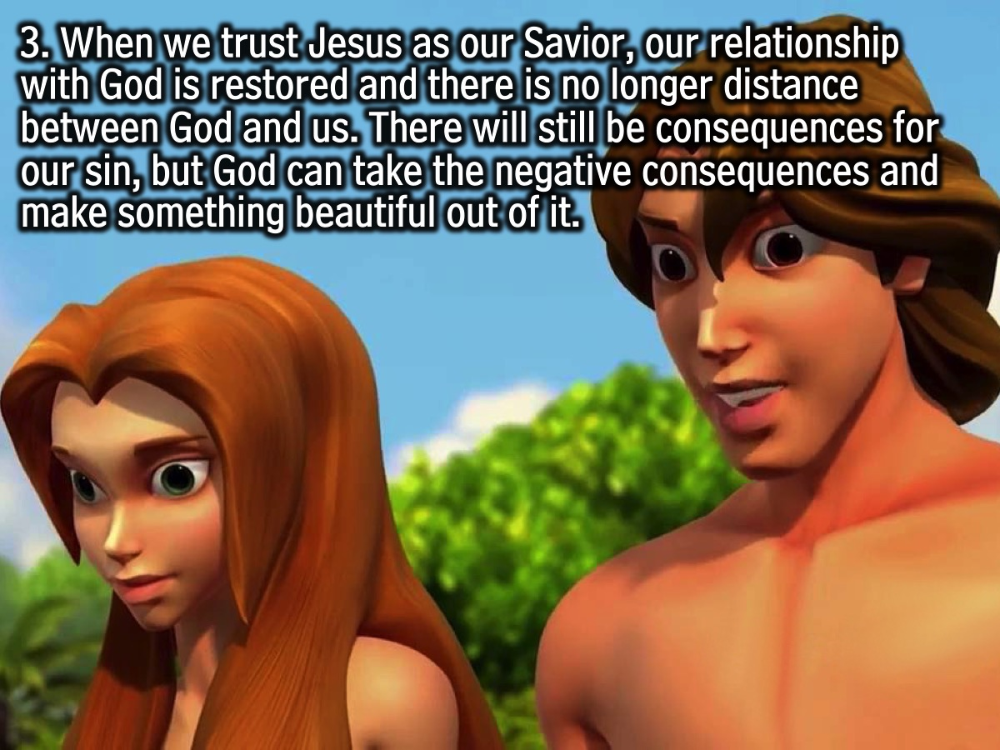 3. When we trust Jesus as our Savior, our relationship
with God is restored and there is no longer distance
between God and us. There will still be consequences for
our sin, but God can take the negative consequences and
make something beautiful out of it.